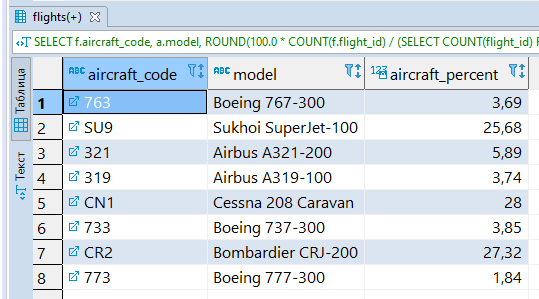 flights(+)
SELECT f.aircraft_code, a.model, ROUND(100.0 * COUNT(f.flight_id) / (SELECT COUNT(flight_id)
Таблица
Текст
ABC aircraft_code ABC model 123 aircraft_percent
1 763 Boeing 767-300 3,69
2 SU9 Sukhoi SuperJet-100 25,68
3 321 Airbus A321-200 5,89
4 319 Airbus A319-100 3,74
5 CN1 Cessna 208 Caravan 28
6 733 Boeing 737-300 3,85
7 CR2 Bombardier CRJ-200 27,32
8 773 Boeing 777-300 1,84